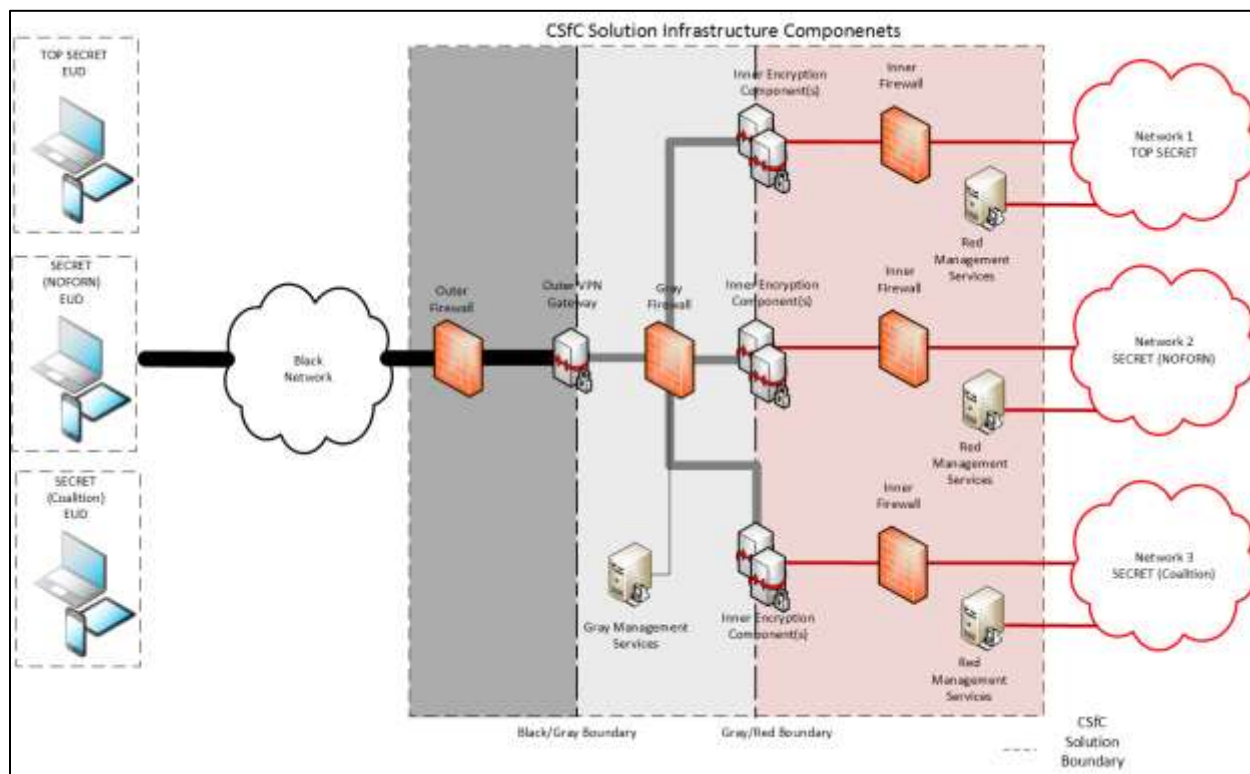 CSfC Solution Infrastructure Componenets
TOP SECRET
EUD
SECRET
(NOFORN)
EUD
SECRET
(Coalition)
EUD
Black
Network
Outer
Firewall
Outer VPN
Gateway
Gray
Firewall
Gray Management
Services
Inner Encryption
Component(s)
Inner
Firewall
Red
Management
Services
Network 1
TOP SECRET
Inner Encryption
Component(s)
Inner
Firewall
Red
Management
Services
Network 2
SECRET (NOFORN)
Inner Encryption
Component(s)
Inner
Firewall
Red
Management
Services
Network 3
SECRET (Coalition)
Black/Gray Boundary
Gray/Red Boundary
CSfC
Solution
Boundary